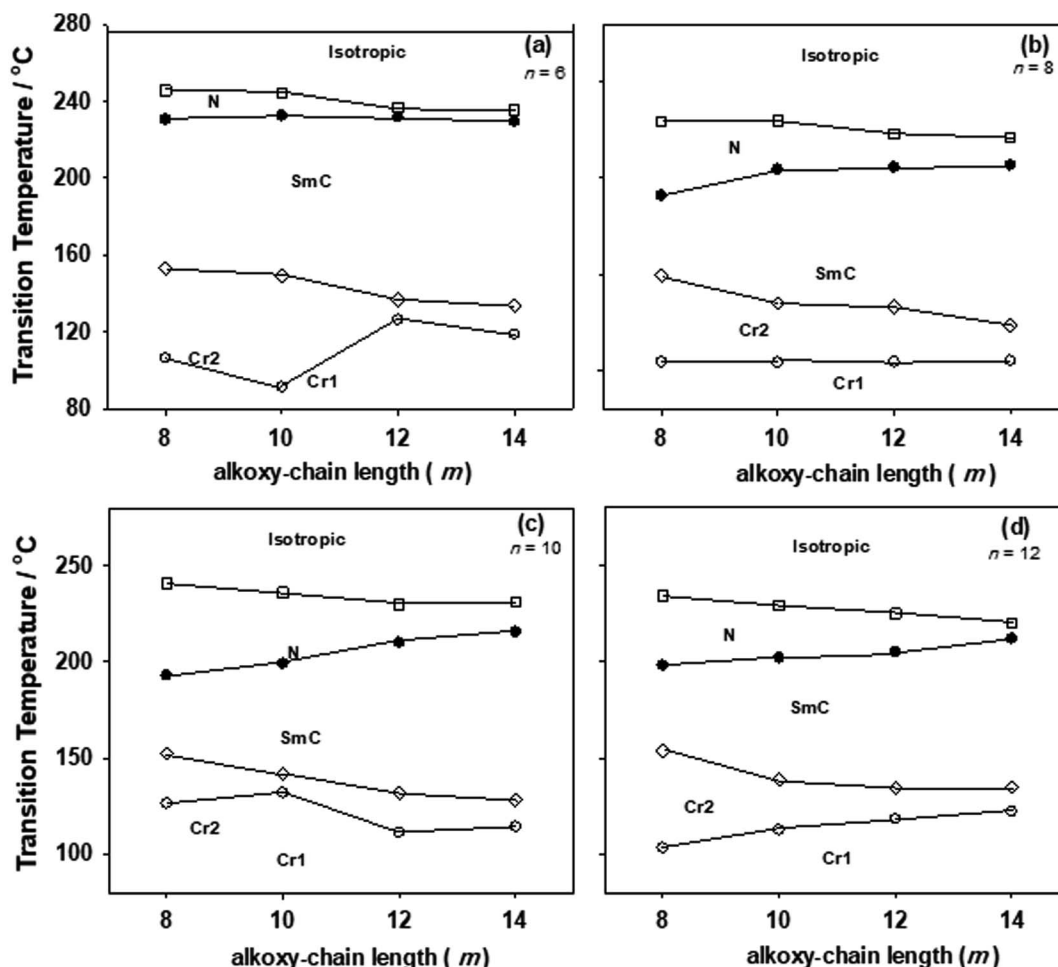 Transition Temperature / °C
280
240
200
160
120
80
Isotropic
(a)
n = 6
N
SmC
Cr2
Cr1
8 10 12 14
alkoxy-chain length ( m)
Isotropic
(b)
n = 8
N
SmC
Cr2
Cr1
8 10 12 14
alkoxy-chain length ( m)
Transition Temperature / °C
250
200
150
100
Isotropic
(c)
n = 10
N
SmC
Cr2
Cr1
8 10 12 14
alkoxy-chain length ( m)
Isotropic
(d)
n = 12
N
SmC
Cr2
Cr1
8 10 12 14
alkoxy-chain length (m)